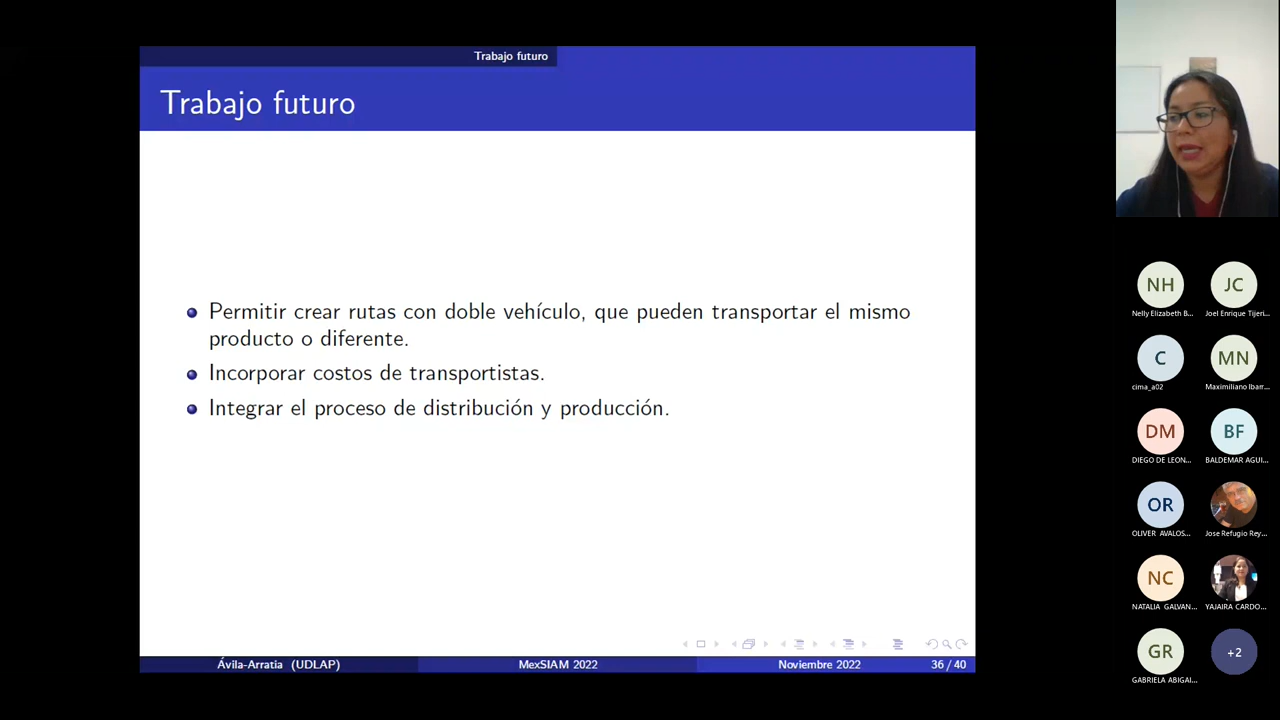 Trabajo futuro
Trabajo futuro
Permitir crear rutas con doble vehículo, que pueden transportar el mismo
producto o diferente.
Incorporar costos de transportistas.
Integrar el proceso de distribución y producción.
Ávila-Arratia (UDLAP) MexSIAM 2022 Noviembre 2022 36 / 40
NH JC
Nelly Elizabeth B... Joel Enrique Tijeri...
C MN
cima_a02 Maximiliano Ibarr...
DM BF
DIEGO DE LEON... BALDEMAR AGUI...
OR
OLIVER AVALOS... Jose Refugio Rey...
NC
NATALIA GALVAN... YAJAIRA CARDO...
GR +2
GABRIELA ABIGAI...